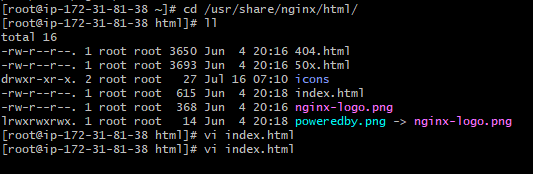 [root@ip-172-31-81-38 ~]# cd /usr/share/nginx/html/
[root@ip-172-31-81-38 html]# ll
total 16
-rw-r--r--. 1 root root 3650 Jun  4 20:16 404.html
-rw-r--r--. 1 root root 3693 Jun  4 20:16 50x.html
drwxr-xr-x. 2 root root   27 Jul 16 07:10 icons
-rw-r--r--. 1 root root  615 Jun  4 20:18 index.html
-rw-r--r--. 1 root root  368 Jun  4 20:16 nginx-logo.png
lrwxrwxrwx. 1 root root   14 Jun  4 20:18 poweredby.png -> nginx-logo.png
[root@ip-172-31-81-38 html]# vi index.html
[root@ip-172-31-81-38 html]# vi index.html